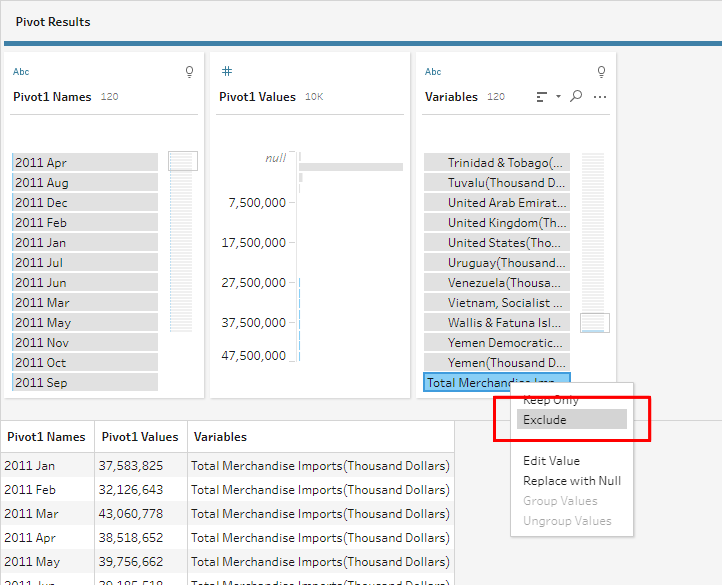 Pivot Results
Abc
Pivot1 Names 120
2011 Apr
2011 Aug
2011 Dec
2011 Feb
2011 Jan
2011 Jul
2011 Jun
2011 Mar
2011 May
2011 Nov
2011 Oct
2011 Sep
#
Pivot1 Values 10K
null
7,500,000
17,500,000
27,500,000
37,500,000
47,500,000
Abc
Variables 120
Trinidad & Tobago(...
Tuvalu(Thousand D...
United Arab Emirat...
United Kingdom(Th...
United States(Tho...
Uruguay(Thousand...
Venezuela(Thousa...
Vietnam, Socialist ...
Wallis & Fatuna Isl...
Yemen Democratic...
Yemen(Thousand D...
Total Merchandise Imp...
Keep Only
Exclude
Edit Value
Replace with Null
Group Values
Ungroup Values
Pivot1 Names Pivot1 Values Variables
2011 Jan 37,583,825 Total Merchandise Imports(Thousand Dollars)
2011 Feb 32,126,643 Total Merchandise Imports(Thousand Dollars)
2011 Mar 43,060,778 Total Merchandise Imports(Thousand Dollars)
2011 Apr 38,518,652 Total Merchandise Imports(Thousand Dollars)
2011 May 39,756,662 Total Merchandise Imports(Thousand Dollars)
2011 Jun 39,185,518 Total Merchandise Imports(Thousand Dollars)